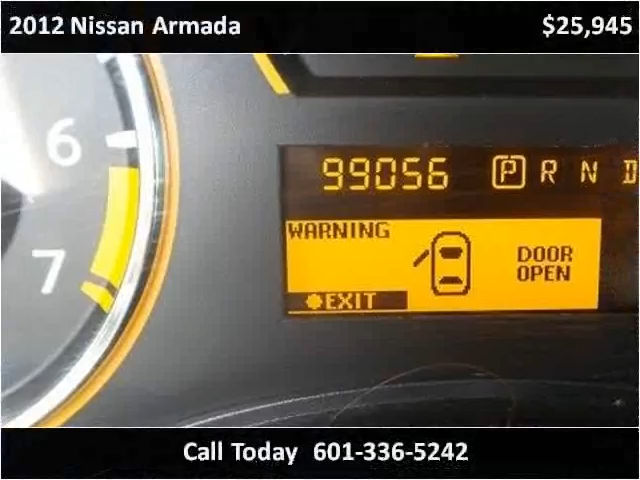 2012 Nissan Armada $25,945
6
7
99056 P R N D
WARNING
DOOR
OPEN
EXIT
Call Today 601-336-5242